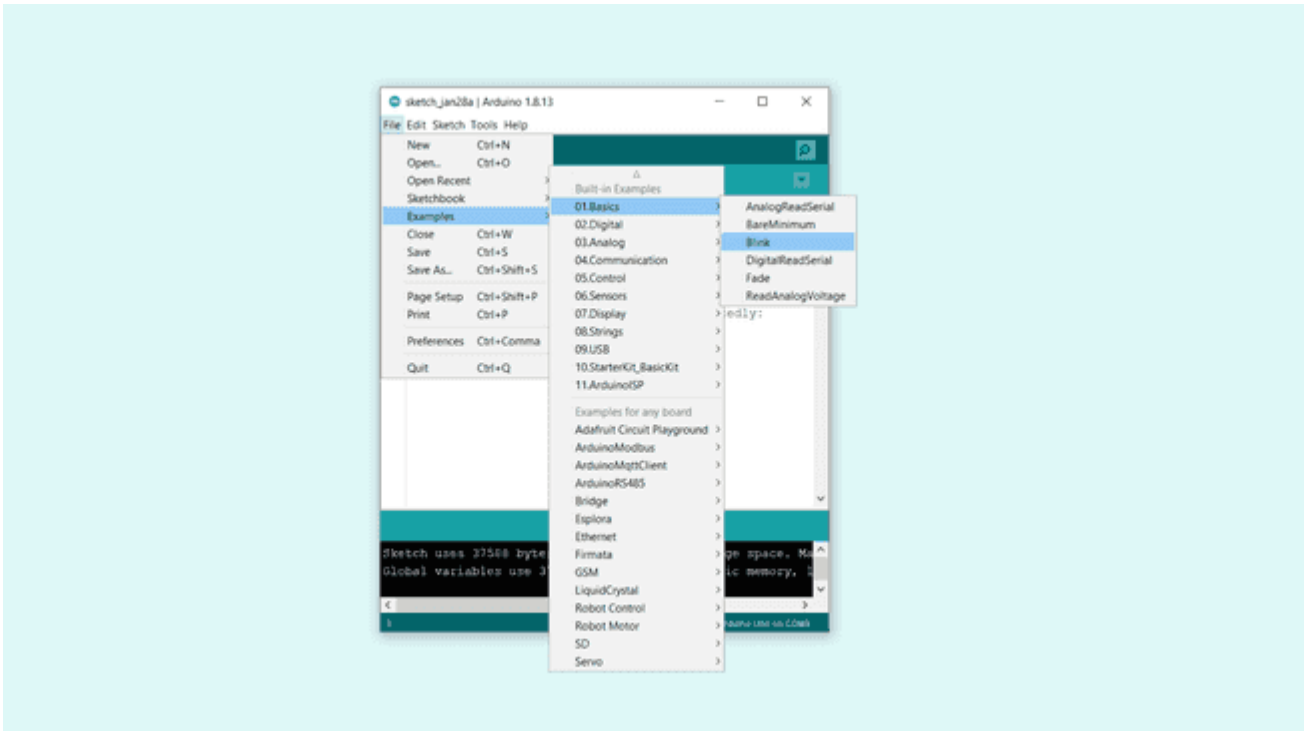 sketch_jan28a | Arduino 1.8.13
File Edit Sketch Tools Help
New Ctrl+N
Open... Ctrl+O
Open Recent
Sketchbook
Examples
Close Ctrl+W
Save Ctrl+S
Save As... Ctrl+Shift+S
Page Setup Ctrl+Shift+P
Print Ctrl+P
Preferences Ctrl+Comma
Quit Ctrl+Q
Built-in Examples
01.Basics
02.Digital
03.Analog
04.Communication
05.Control
06.Sensors
07.Display
08.Strings
09.USB
10.StarterKit_BasicKit
11.ArduinoISP
Examples for any board
Adafruit Circuit Playground
ArduinoModbus
ArduinoMqttClient
ArduinoRS485
Bridge
Esplora
Ethernet
Firmata
GSM
LiquidCrystal
Robot Control
Robot Motor
SD
Servo
AnalogReadSerial
BareMinimum
Blink
DigitalReadSerial
Fade
ReadAnalogVoltage
edly:
Sketch uses 37508 byte ge space. Ma
Global variables use 3 ic memory, l